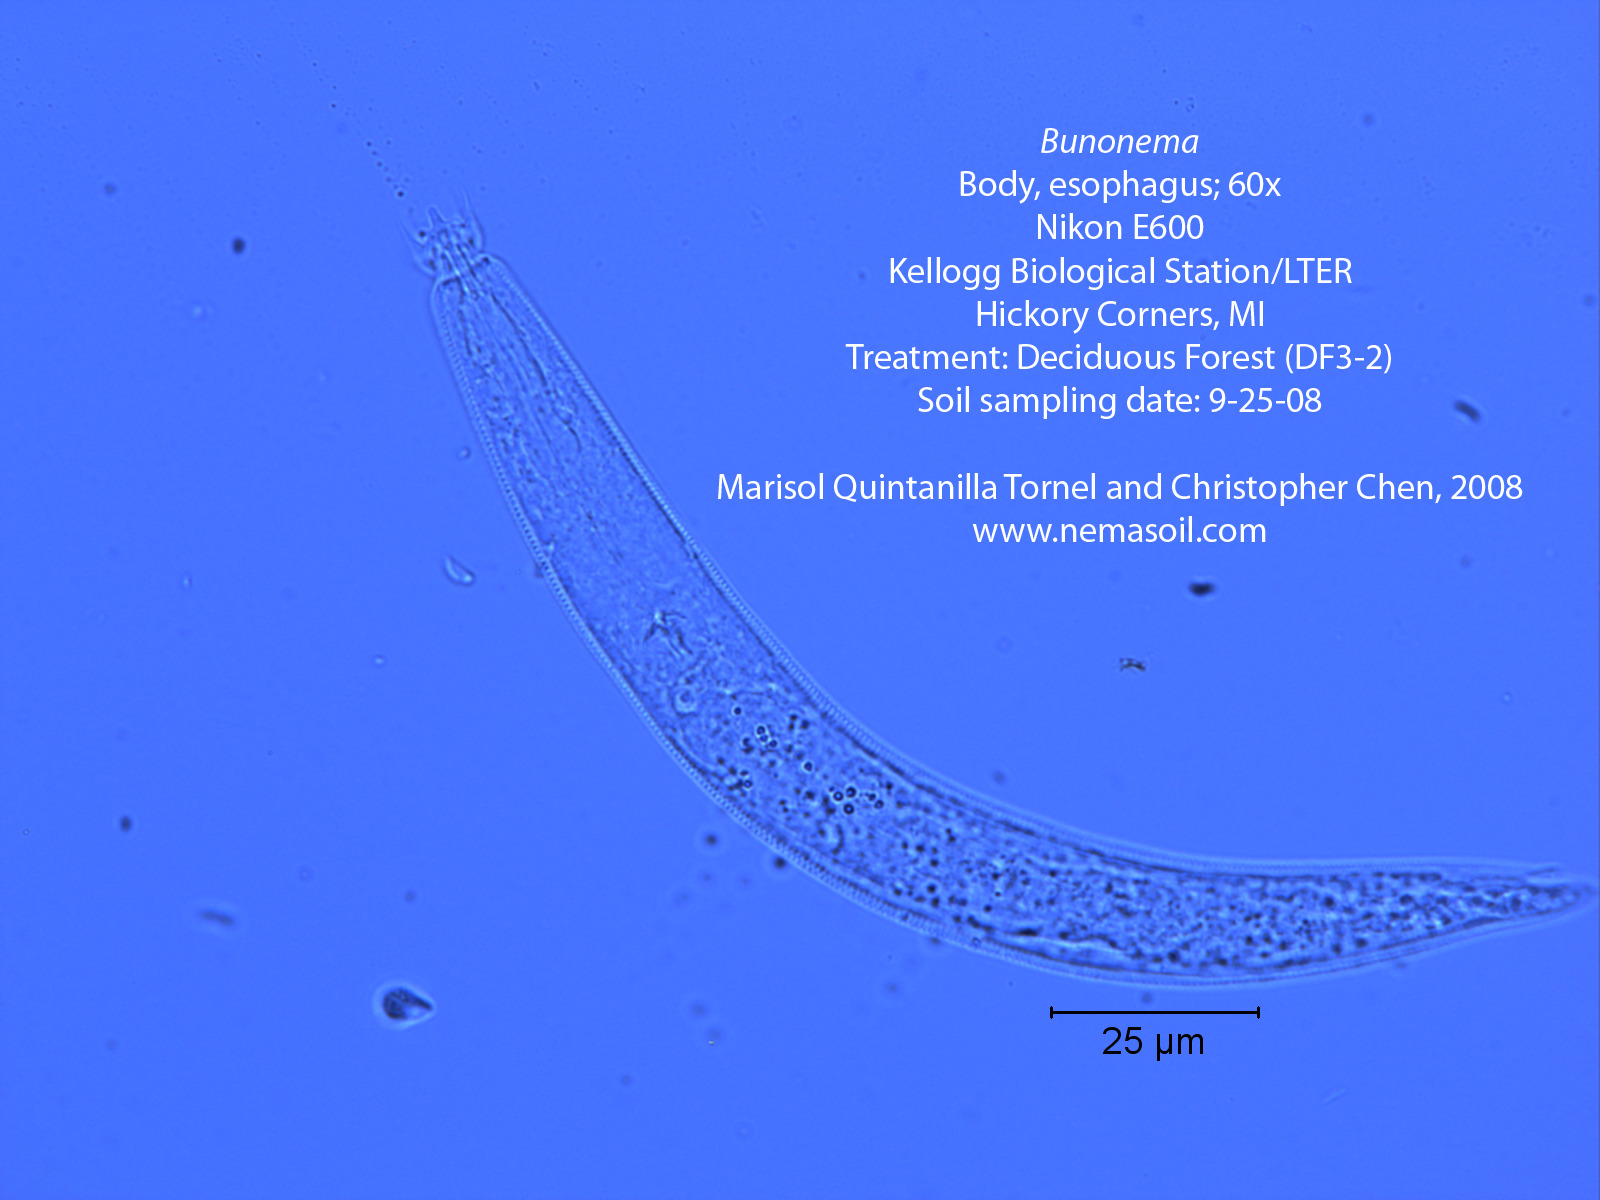 Bunonema
Body, esophagus; 60x
Nikon E600
Kellogg Biological Station/LTER
Hickory Corners, MI
Treatment: Deciduous Forest (DF3-2)
Soil sampling date: 9-25-08
Marisol Quintanilla Tornel and Christopher Chen, 2008
www.nemasoil.com
25 µm